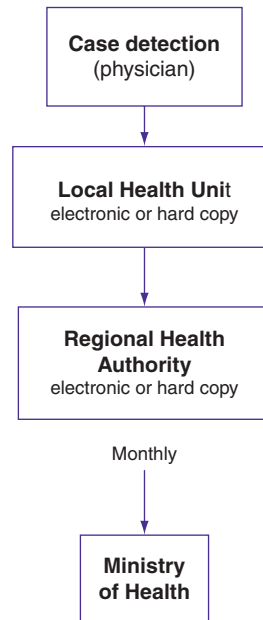 Case detection
(physician)
Local Health Unit
electronic or hard copy
Regional Health
Authority
electronic or hard copy
Monthly
Ministry
of Health